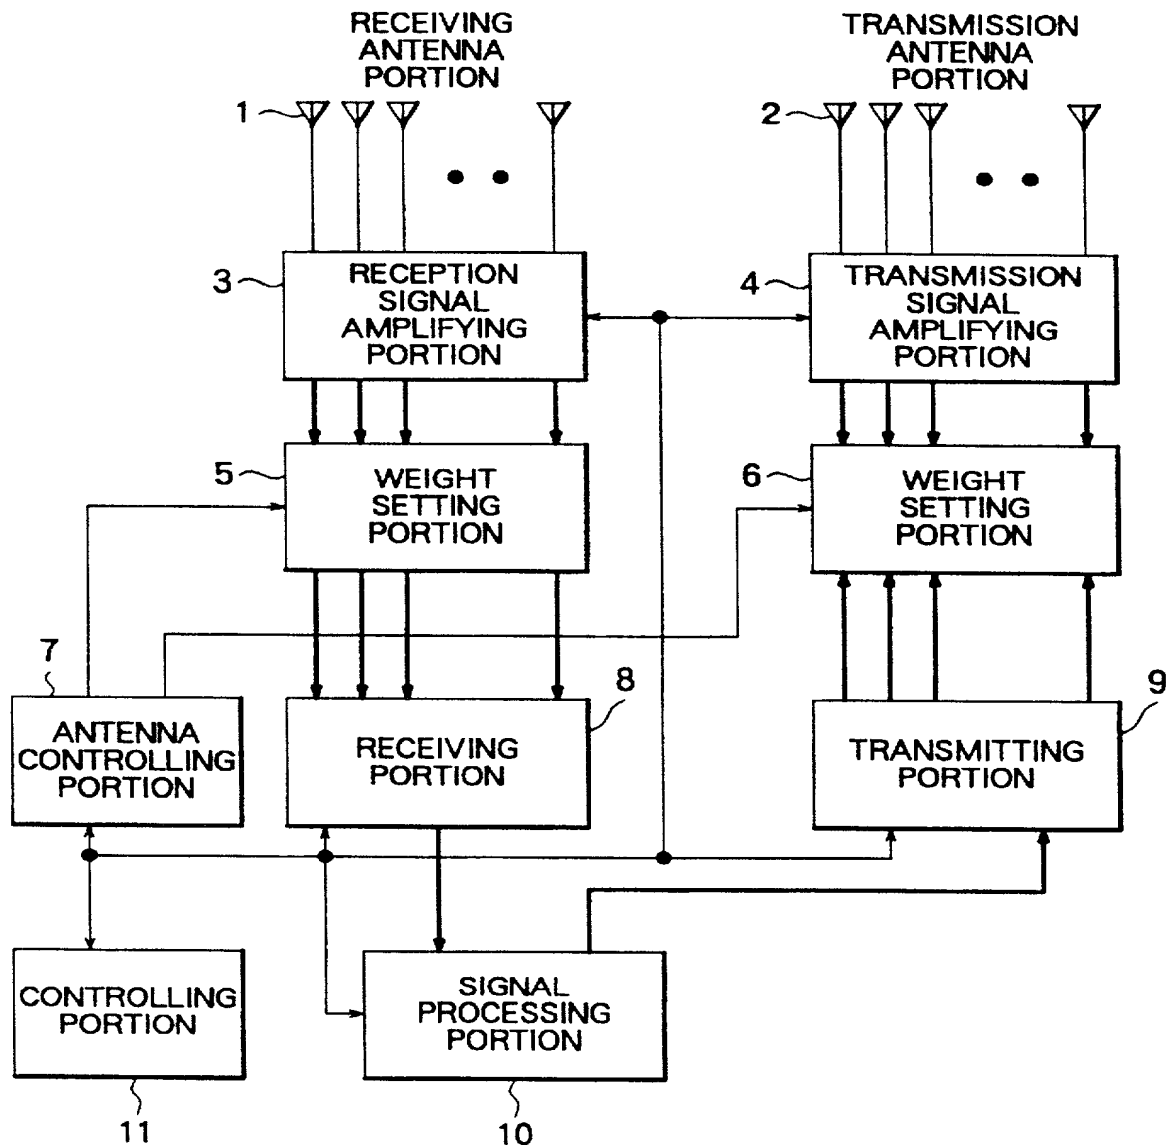 RECEIVING
ANTENNA
PORTION
TRANSMISSION
ANTENNA
PORTION
1
2
3
RECEPTION
SIGNAL
AMPLIFYING
PORTION
4
TRANSMISSION
SIGNAL
AMPLIFYING
PORTION
5
WEIGHT
SETTING
PORTION
6
WEIGHT
SETTING
PORTION
7
ANTENNA
CONTROLLING
PORTION
8
RECEIVING
PORTION
9
TRANSMITTING
PORTION
CONTROLLING
PORTION
11
SIGNAL
PROCESSING
PORTION
10